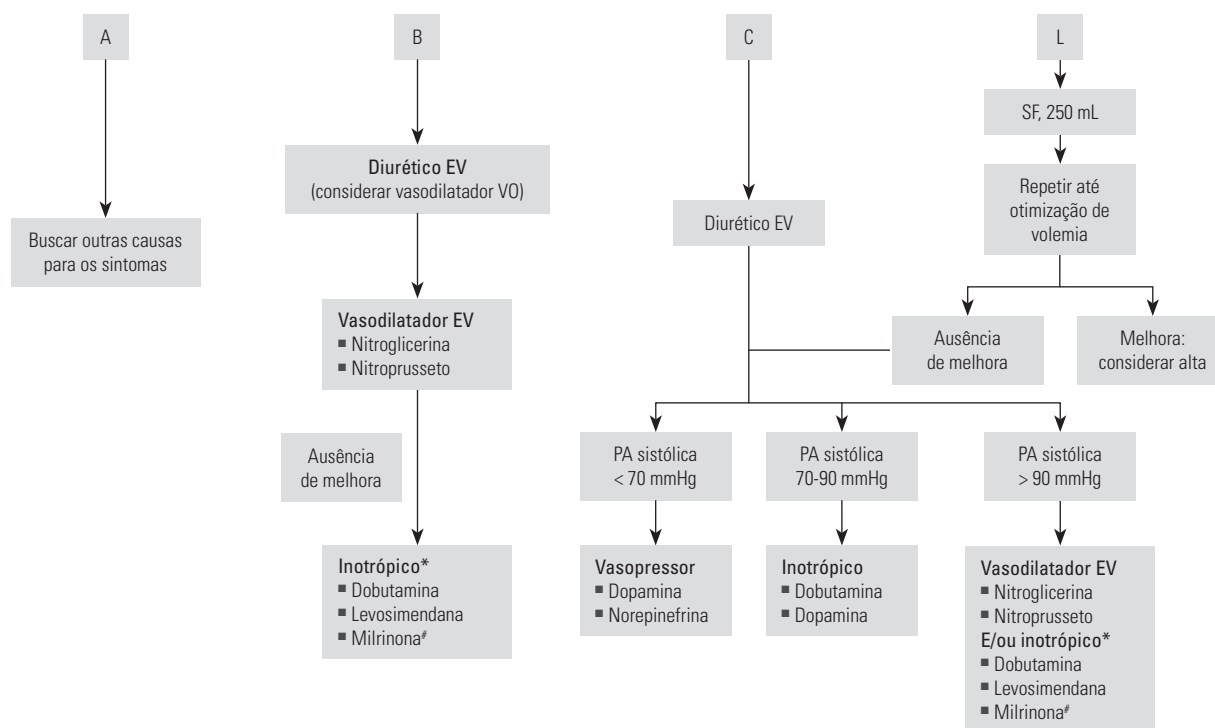 A
Buscar outras causas
para os sintomas
B
Diurético EV
(considerar vasodilatador VO)
Vasodilatador EV
■ Nitroglicerina
■ Nitroprusseto
Ausência
de melhora
Inotrópico*
■ Dobutamina
■ Levosimendana
■ Milrinona#
C
Diurético EV
L
SF, 250 mL
Repetir até
otimização de
volemia
Ausência
de melhora
Melhora:
considerar alta
PA sistólica
< 70 mmHg
Vasopressor
■ Dopamina
■ Norepinefrina
PA sistólica
70-90 mmHg
Inotrópico
■ Dobutamina
■ Dopamina
PA sistólica
> 90 mmHg
Vasodilatador EV
■ Nitroglicerina
■ Nitroprusseto
E/ou inotrópico*
■ Dobutamina
■ Levosimendana
■ Milrinona#